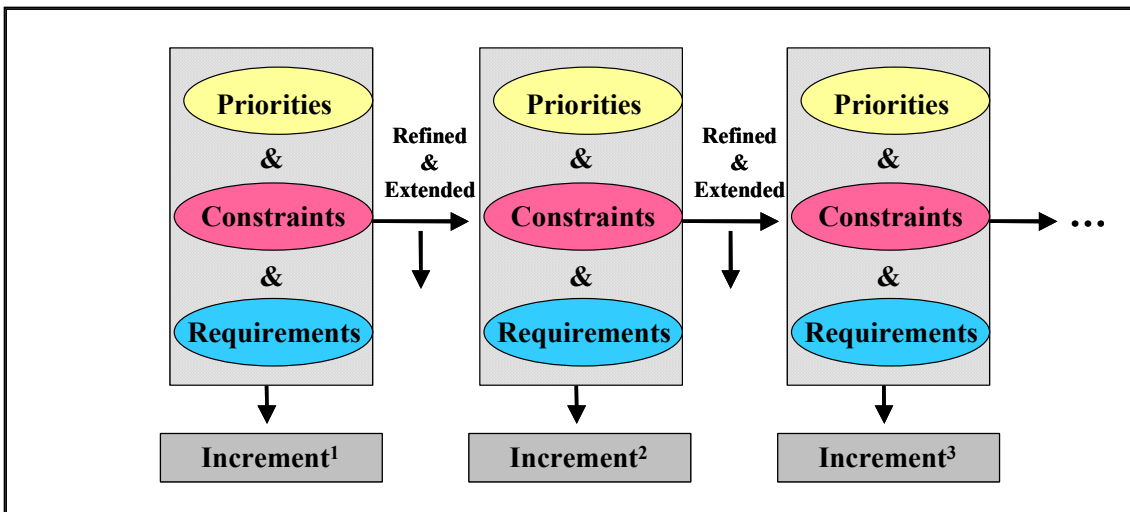 Priorities
&
Constraints
&
Requirements
Increment¹
Refined
&
Extended
Priorities
&
Constraints
&
Requirements
Increment²
Refined
&
Extended
Priorities
&
Constraints
&
Requirements
Increment³
...